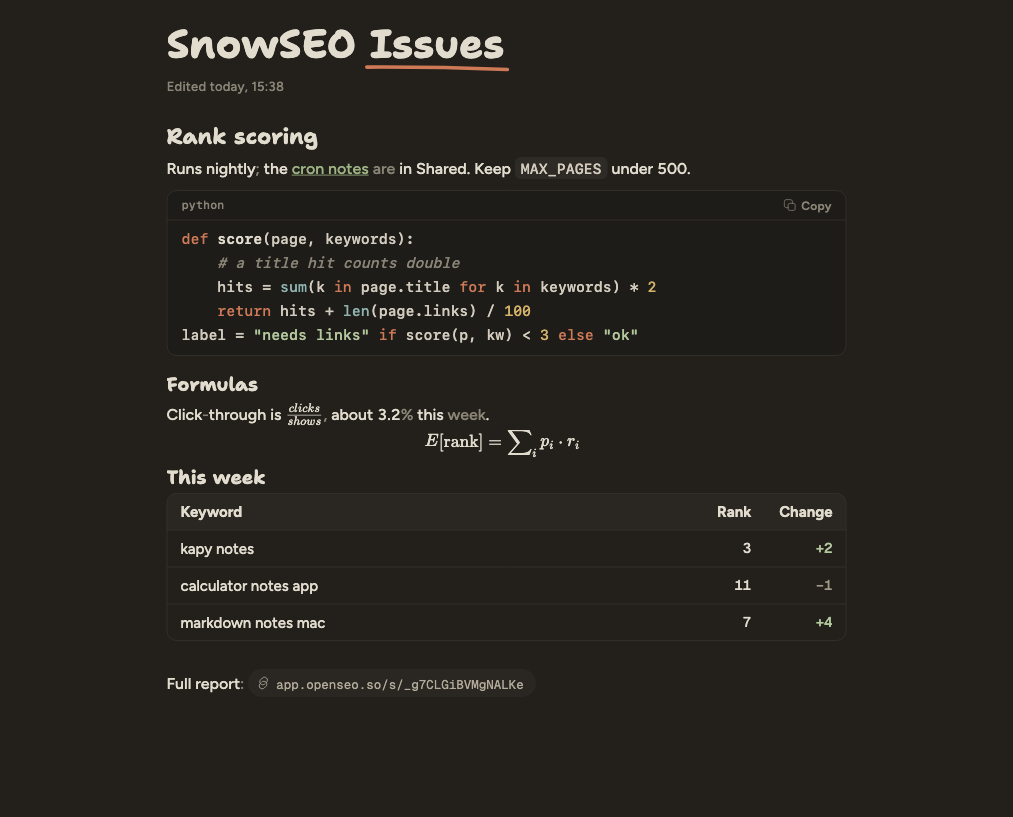 SnowSEO Issues
Edited today, 15:38
Rank scoring
Runs nightly; the cron notes are in Shared. Keep MAX_PAGES under 500.
python
Copy
def score(page, keywords):
    # a title hit counts double
    hits = sum(k in page.title for k in keywords) * 2
    return hits + len(page.links) / 100
label = "needs links" if score(p, kw) < 3 else "ok"
Formulas
Click-through is clicks/shows, about 3.2% this week.
E[rank] = ∑_i p_i · r_i
This week
Keyword Rank Change
kapy notes 3 +2
calculator notes app 11 −1
markdown notes mac 7 +4
Full report: app.openseo.so/s/_g7CLGiBVMgNALKe